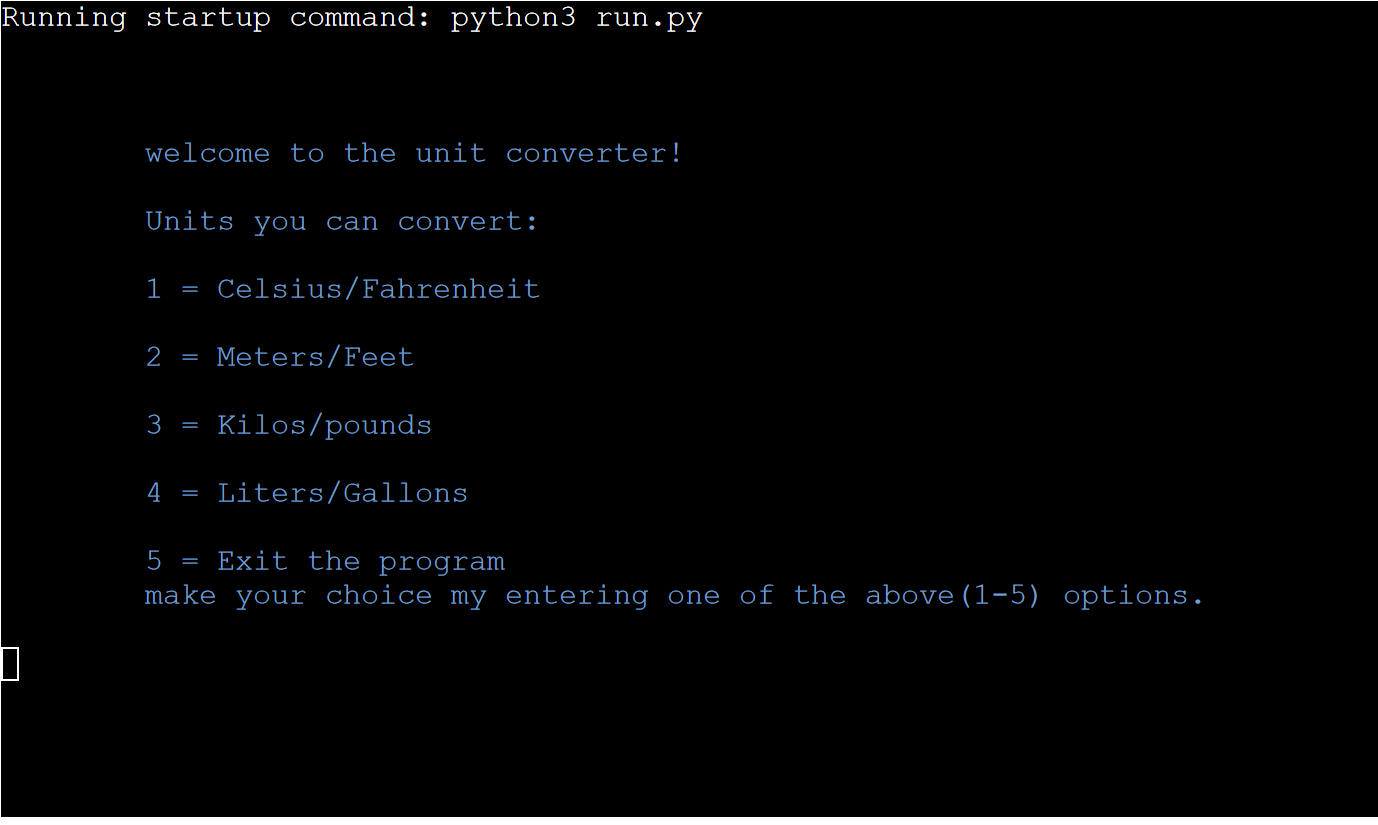 Running startup command: python3 run.py
welcome to the unit converter!
Units you can convert:
1 = Celsius/Fahrenheit
2 = Meters/Feet
3 = Kilos/pounds
4 = Liters/Gallons
5 = Exit the program
make your choice my entering one of the above(1-5) options.